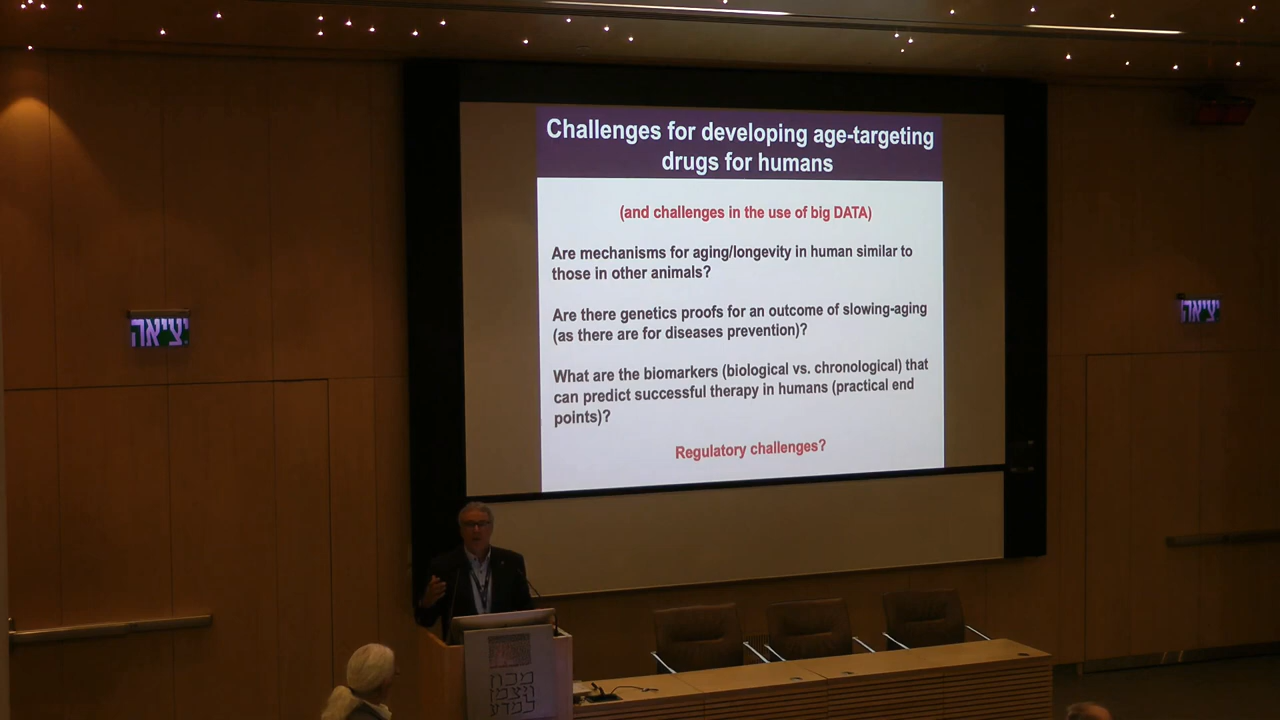 Challenges for developing age-targeting
drugs for humans
(and challenges in the use of big DATA)
Are mechanisms for aging/longevity in human similar to
those in other animals?
Are there genetics proofs for an outcome of slowing-aging
(as there are for diseases prevention)?
What are the biomarkers (biological vs. chronological) that
can predict successful therapy in humans (practical end
points)?
Regulatory challenges?
יציאה
יציאה
מכון
ויצמן
למדע